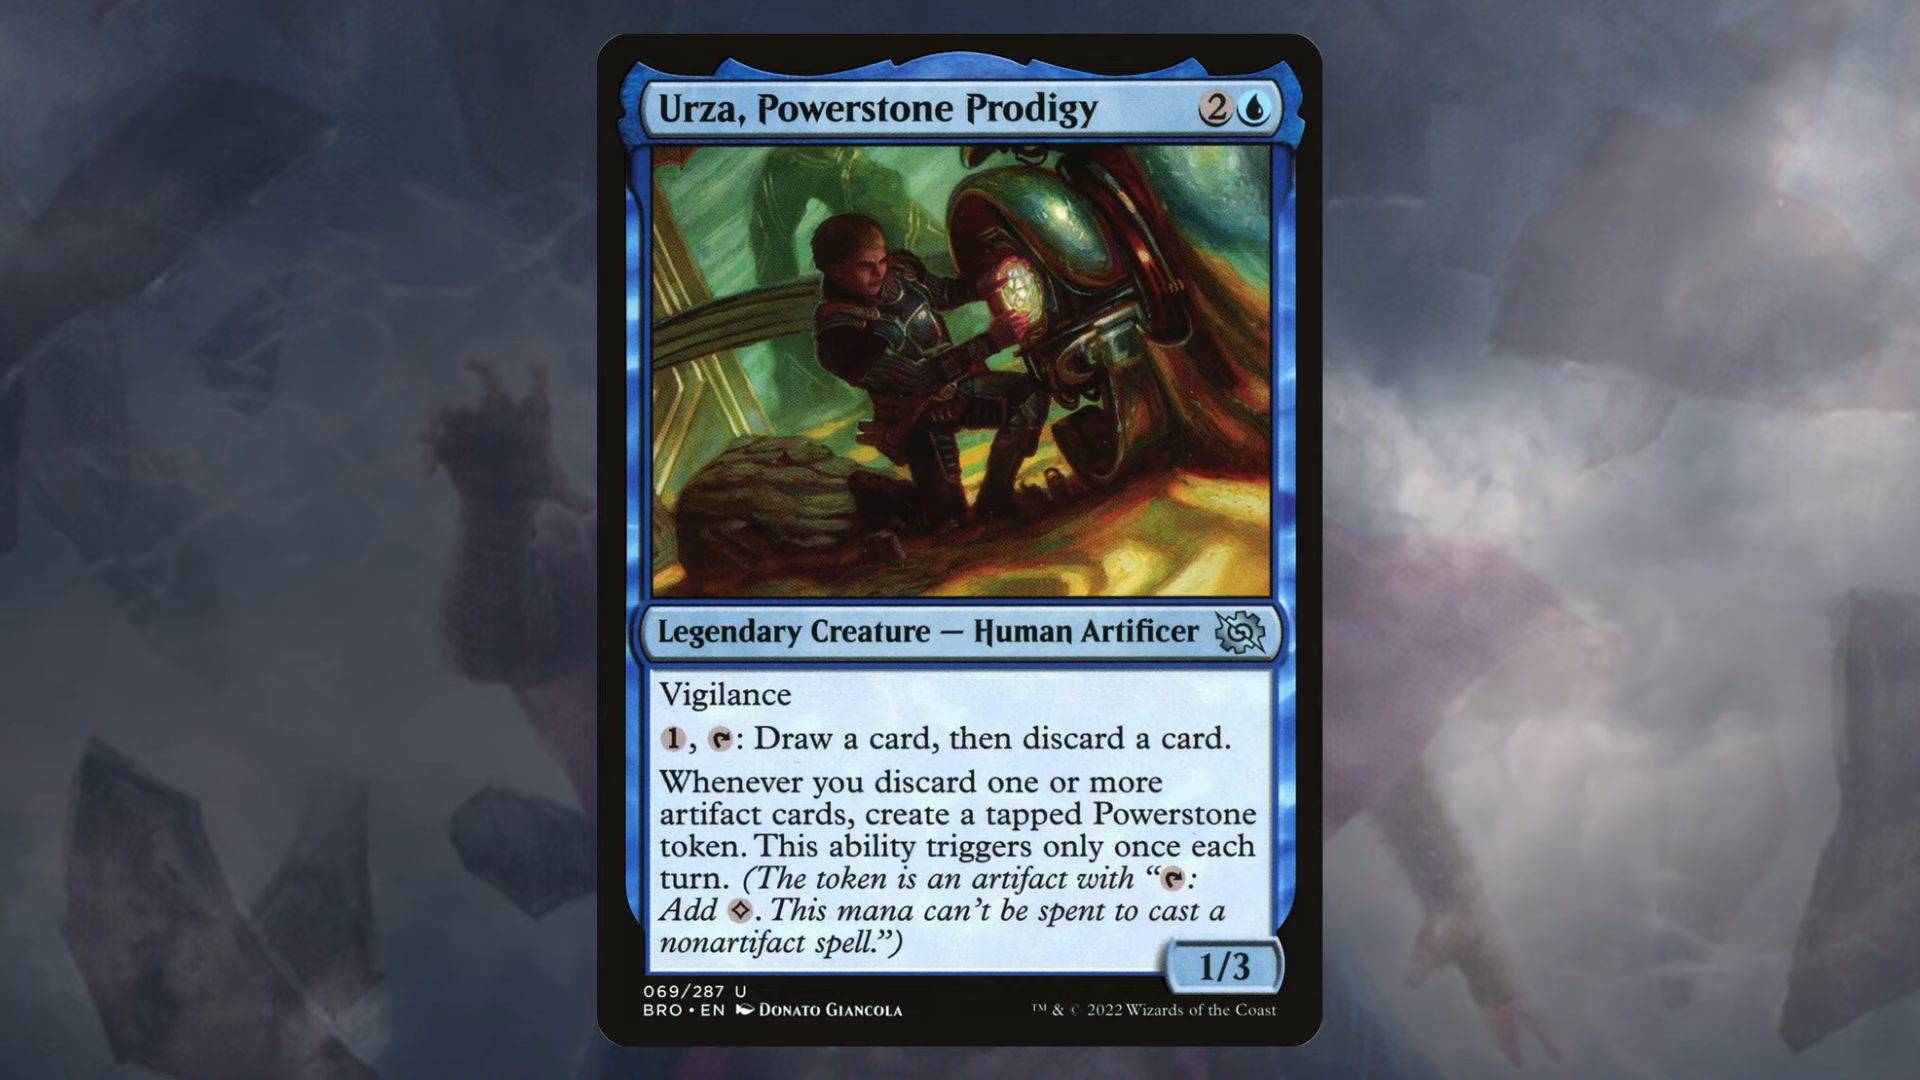 Urza, Powerstone Prodigy 2
Legendary Creature — Human Artificer
Vigilance
1, : Draw a card, then discard a card.
Whenever you discard one or more
artifact cards, create a tapped Powerstone
token. This ability triggers only once each
turn. (The token is an artifact with “:
Add . This mana can’t be spent to cast a
nonartifact spell.”)
1/3
069/287 U
BRO • EN DONATO GIANCOLA
™ & © 2022 Wizards of the Coast